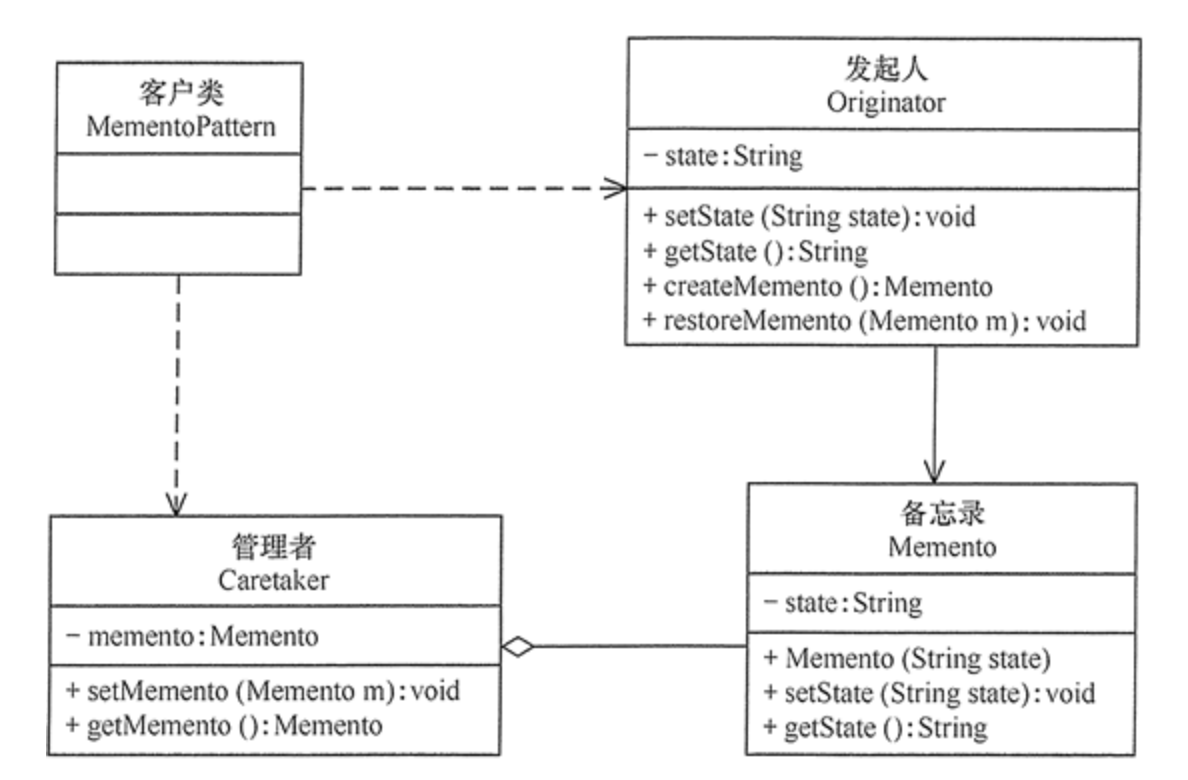 客户类
MementoPattern
发起人
Originator
- state:String
+ setState (String state):void
+ getState ():String
+ createMemento ():Memento
+ restoreMemento (Memento m):void
管理者
Caretaker
- memento:Memento
+ setMemento (Memento m):void
+ getMemento ():Memento
备忘录
Memento
- state:String
+ Memento (String state)
+ setState (String state):void
+ getState ():String